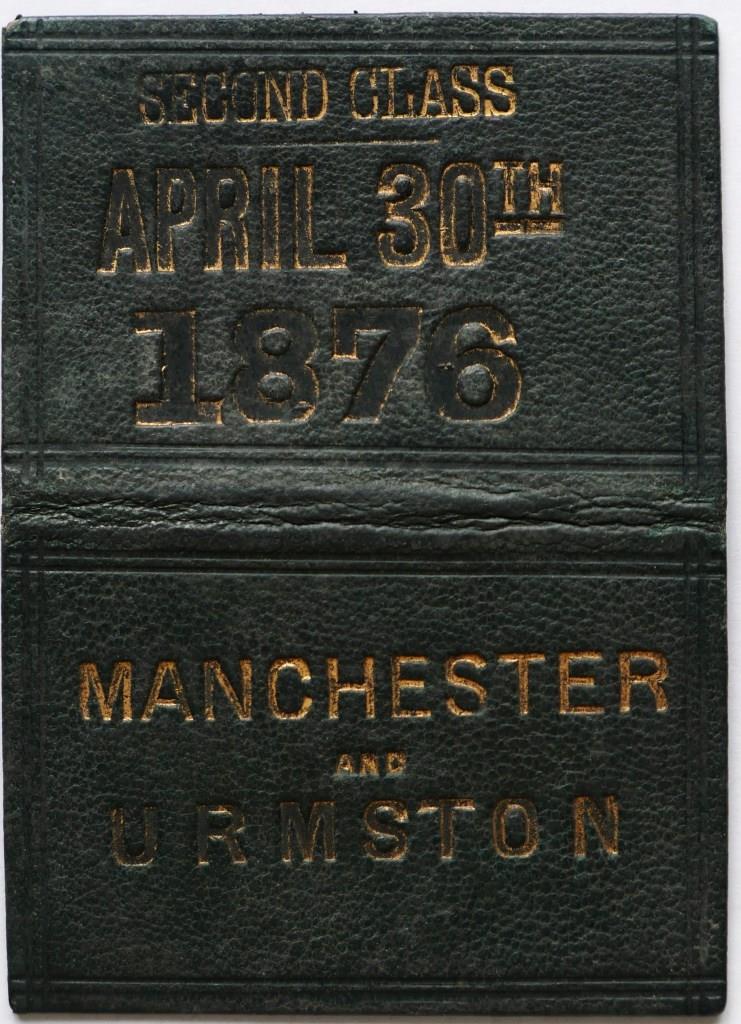 SECOND CLASS
APRIL 30TH
1876
MANCHESTER
AND
URMSTON